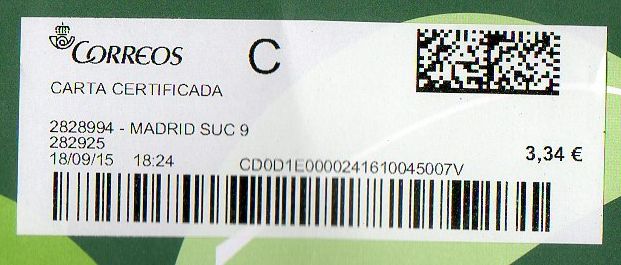 CORREOS
C
CARTA CERTIFICADA
2828994 - MADRID SUC 9
282925
18/09/15 18:24
CD0D1E0000241610045007V
3,34 €